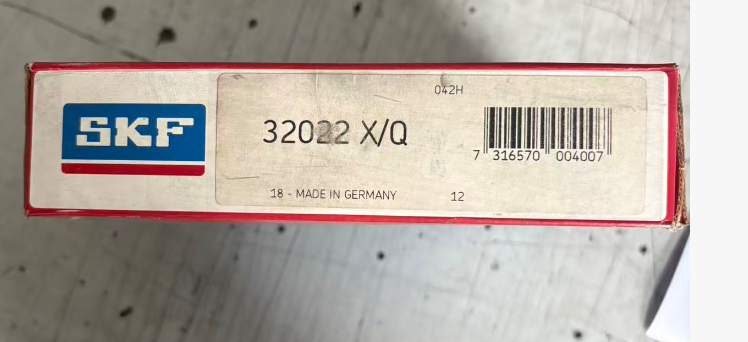 SKF
042H
32022 X/Q
7 316570 004007
18 - MADE IN GERMANY
12